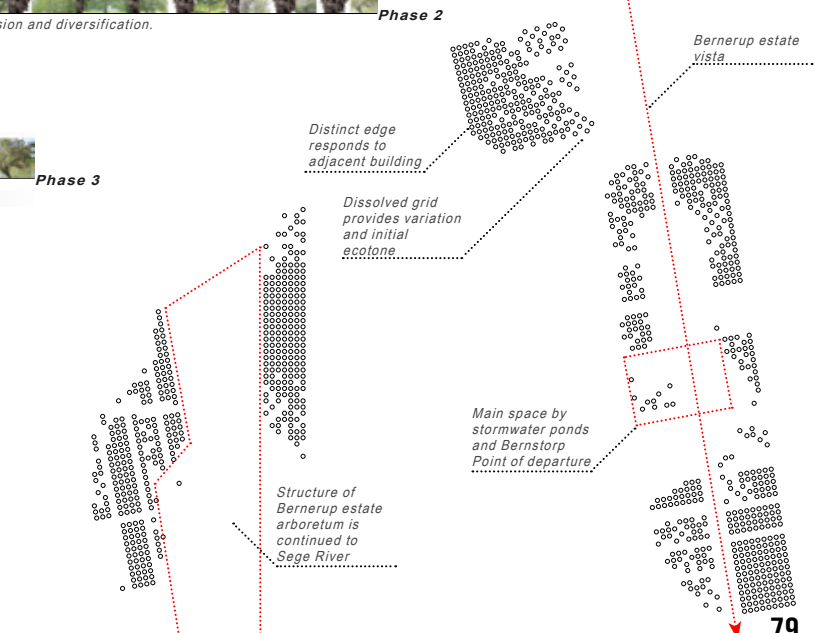 Phase 2
sion and diversification.
Bernerup estate
vista
Distinct edge
responds to
adjacent building
Phase 3
Dissolved grid
provides variation
and initial
ecotone
Main space by
stormwater ponds
and Bernstorp
Point of departure
Structure of
Bernerup estate
arboretum is
continued to
Sege River
79